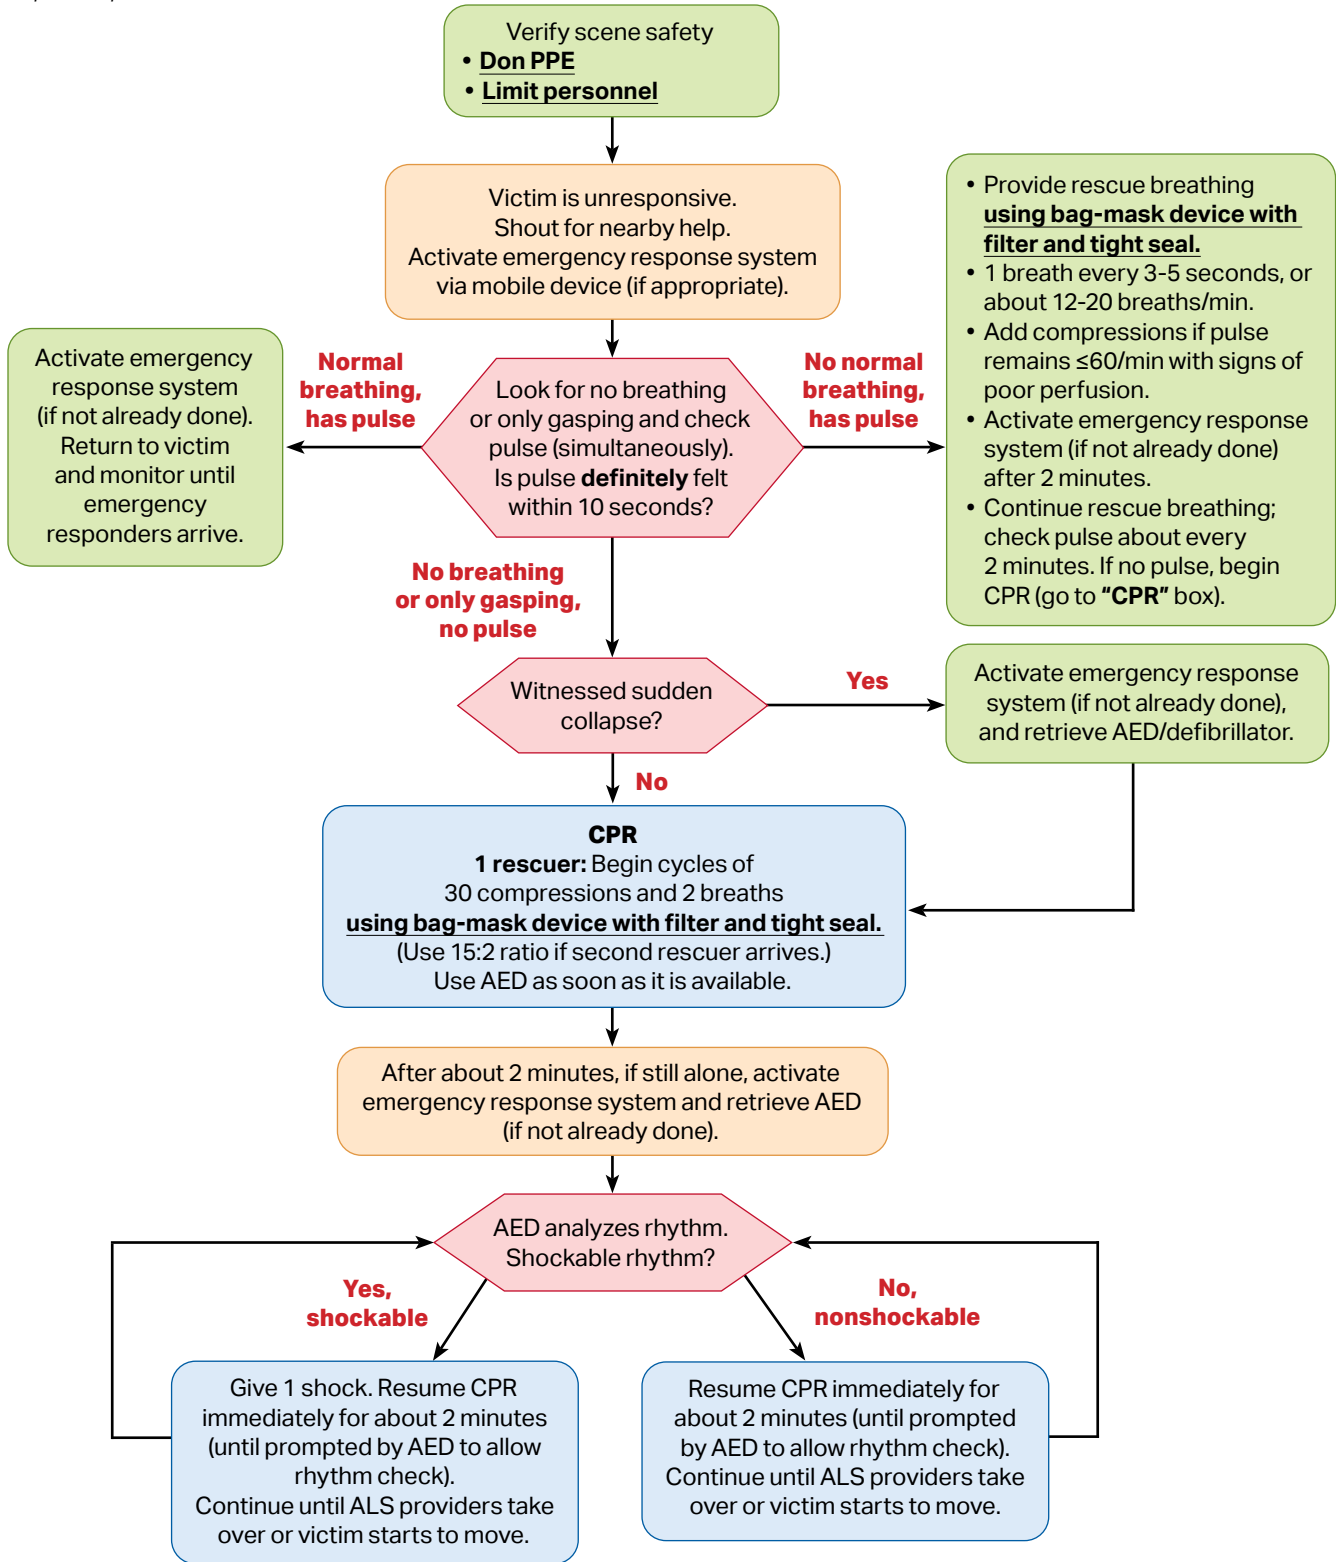 Verify scene safety
• Don PPE
• Limit personnel
Victim is unresponsive.
Shout for nearby help.
Activate emergency response system
via mobile device (if appropriate).
Normal
breathing,
has pulse
Activate emergency
response system
(if not already done).
Return to victim
and monitor until
emergency
responders arrive.
Look for no breathing
or only gasping and check
pulse (simultaneously).
Is pulse definitely felt
within 10 seconds?
No normal
breathing,
has pulse
• Provide rescue breathing
using bag-mask device with
filter and tight seal.
• 1 breath every 3-5 seconds, or
about 12-20 breaths/min.
• Add compressions if pulse
remains ≤60/min with signs of
poor perfusion.
• Activate emergency response
system (if not already done)
after 2 minutes.
• Continue rescue breathing;
check pulse about every
2 minutes. If no pulse, begin
CPR (go to "CPR" box).
No breathing
or only gasping,
no pulse
Witnessed sudden
collapse?
Yes
Activate emergency response
system (if not already done),
and retrieve AED/defibrillator.
No
CPR
1 rescuer: Begin cycles of
30 compressions and 2 breaths
using bag-mask device with filter and tight seal.
(Use 15:2 ratio if second rescuer arrives.)
Use AED as soon as it is available.
After about 2 minutes, if still alone, activate
emergency response system and retrieve AED
(if not already done).
AED analyzes rhythm.
Shockable rhythm?
Yes,
shockable
No,
nonshockable
Give 1 shock. Resume CPR
immediately for about 2 minutes
(until prompted by AED to allow
rhythm check).
Continue until ALS providers take
over or victim starts to move.
Resume CPR immediately for
about 2 minutes (until prompted
by AED to allow rhythm check).
Continue until ALS providers take
over or victim starts to move.